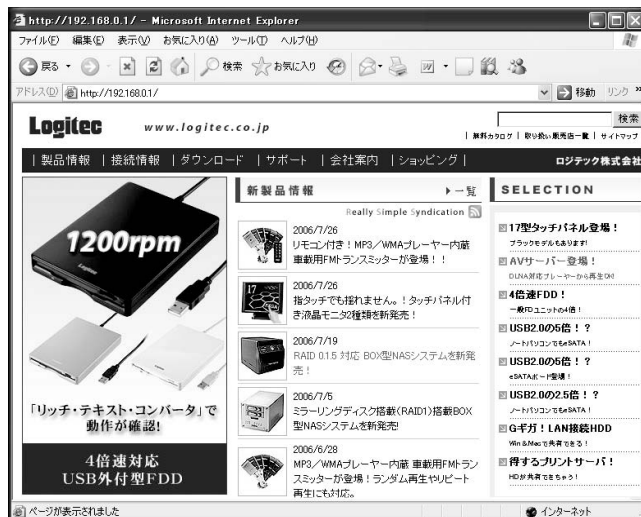 http://192.168.0.1/ - Microsoft Internet Explorer
ファイル(F) 編集(E) 表示(V) お気に入り(A) ツール(T) ヘルプ(H)
戻る 検索 お気に入り
アドレス(D) http://192.168.0.1/ 移動 リンク »
Logitec www.logitec.co.jp 検索
| 無料カタログ | 取り扱い販売店一覧 | サイトマップ
| 製品情報 | 接続情報 | ダウンロード | サポート | 会社案内 | ショッピング | ロジテック株式会社
1200rpm
Logitec
「リッチ・テキスト・コンバータ」で
動作が確認!
4倍速対応
USB外付型FDD
新製品情報 一覧
Really Simple Syndication
2006/7/26
リモコン付き!MP3/WMAプレーヤー内蔵
車載用FMトランスミッターが登場!!
2006/7/26
指タッチでも揺れません。!タッチパネル付
き液晶モニタ2種類を新発売!
17
2006/7/19
RAID 0.1.5 対応 BOX型NASシステムを新発
売!
2006/7/5
ミラーリングディスク搭載(RAID1)搭載BOX
型NASシステムを新発売!
2006/6/28
MP3/WMAプレーヤー内蔵 車載用FMトラン
スミッターが登場!ランダム再生やリピート
再生にも対応。
SELECTION
17型タッチパネル登場!
ブラックモデルもあります!
AVサーバー登場!
DLNA対応プレーヤーから再生OK!
4倍速FDD!
一般FDユニットの4倍!
USB2.0の5倍!?
ノートパソコンでもeSATA!
USB2.0の5倍!?
eSATAボード登場!
USB2.0の2.5倍!?
ノートパソコンでもeSATA!
Gギガ!LAN接続HDD
Win&Macで共有できる!
得するプリントサーバ!
HDが共有できちゃう!
ページが表示されました インターネット